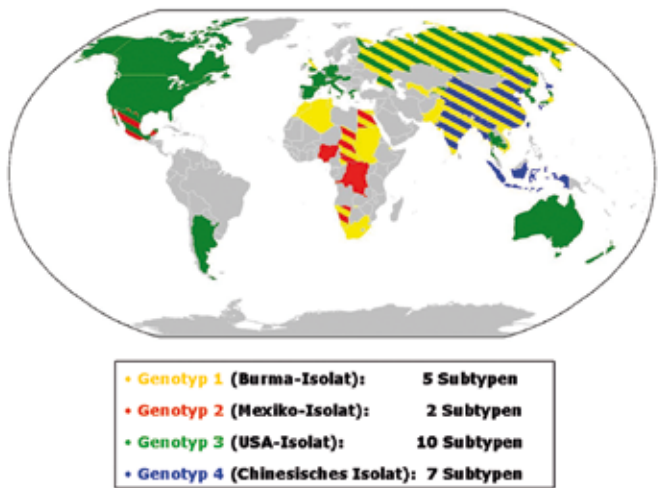 • Genotyp 1 (Burma-Isolat): 5 Subtypen
• Genotyp 2 (Mexiko-Isolat): 2 Subtypen
• Genotyp 3 (USA-Isolat): 10 Subtypen
• Genotyp 4 (Chinesisches Isolat): 7 Subtypen